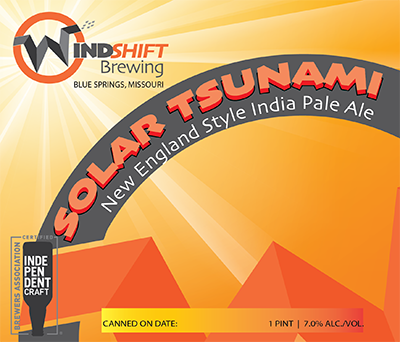 WINDSHIFT
Brewing
BLUE SPRINGS, MISSOURI
SOLAR TSUNAMI
New England Style India Pale Ale
BREWERS ASSOCIATION
CERTIFIED
INDE
PEN
DENT
CRAFT
CANNED ON DATE: 1 PINT | 7.0% ALC./VOL.